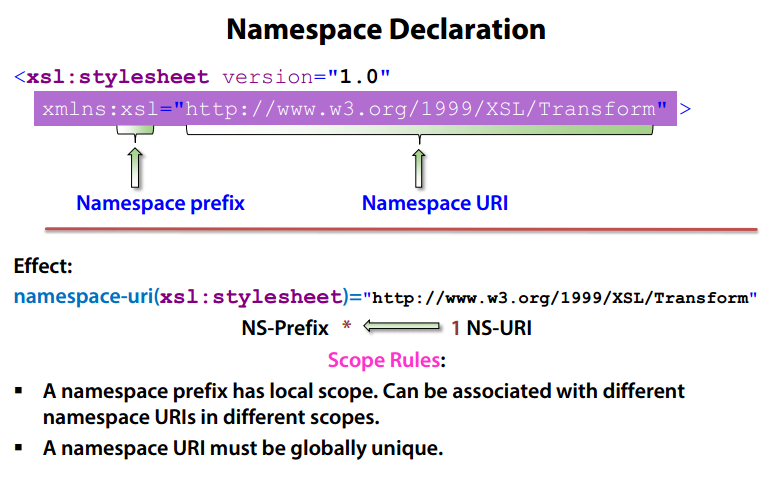 Namespace Declaration
<xsl:stylesheet version="1.0"
xmlns:xsl="http://www.w3.org/1999/XSL/Transform" >
Namespace prefix Namespace URI
Effect:
namespace-uri(xsl:stylesheet)="http://www.w3.org/1999/XSL/Transform"
NS-Prefix * 1 NS-URI
Scope Rules:
▪ A namespace prefix has local scope. Can be associated with different
namespace URIs in different scopes.
▪ A namespace URI must be globally unique.